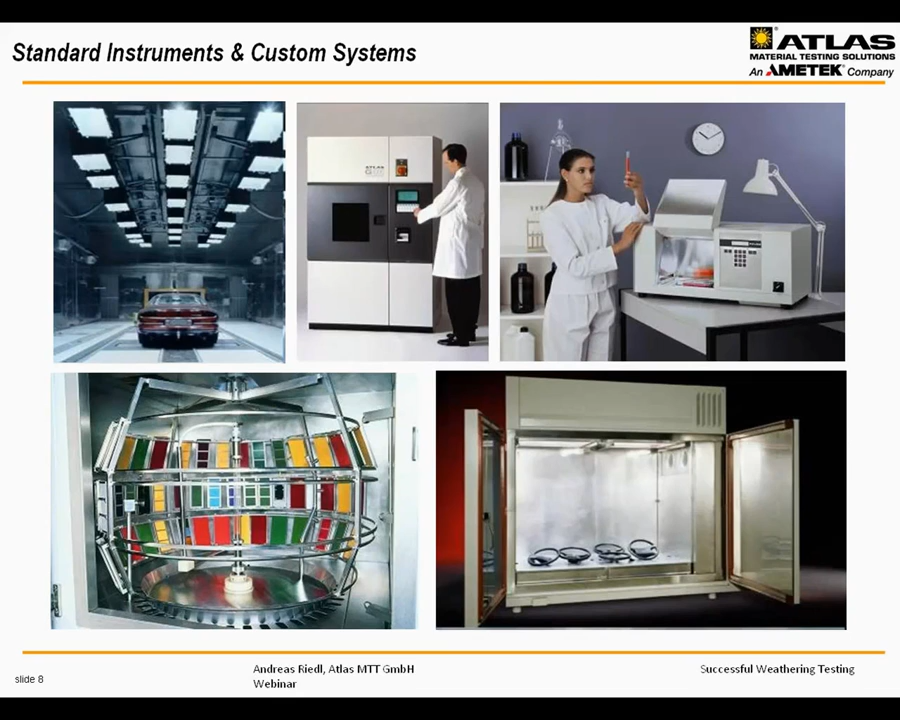 Standard Instruments & Custom Systems
ATLAS
MATERIAL TESTING SOLUTIONS
An AMETEK® Company
ATLAS
slide 8
Andreas Riedl, Atlas MTT GmbH
Webinar
Successful Weathering Testing